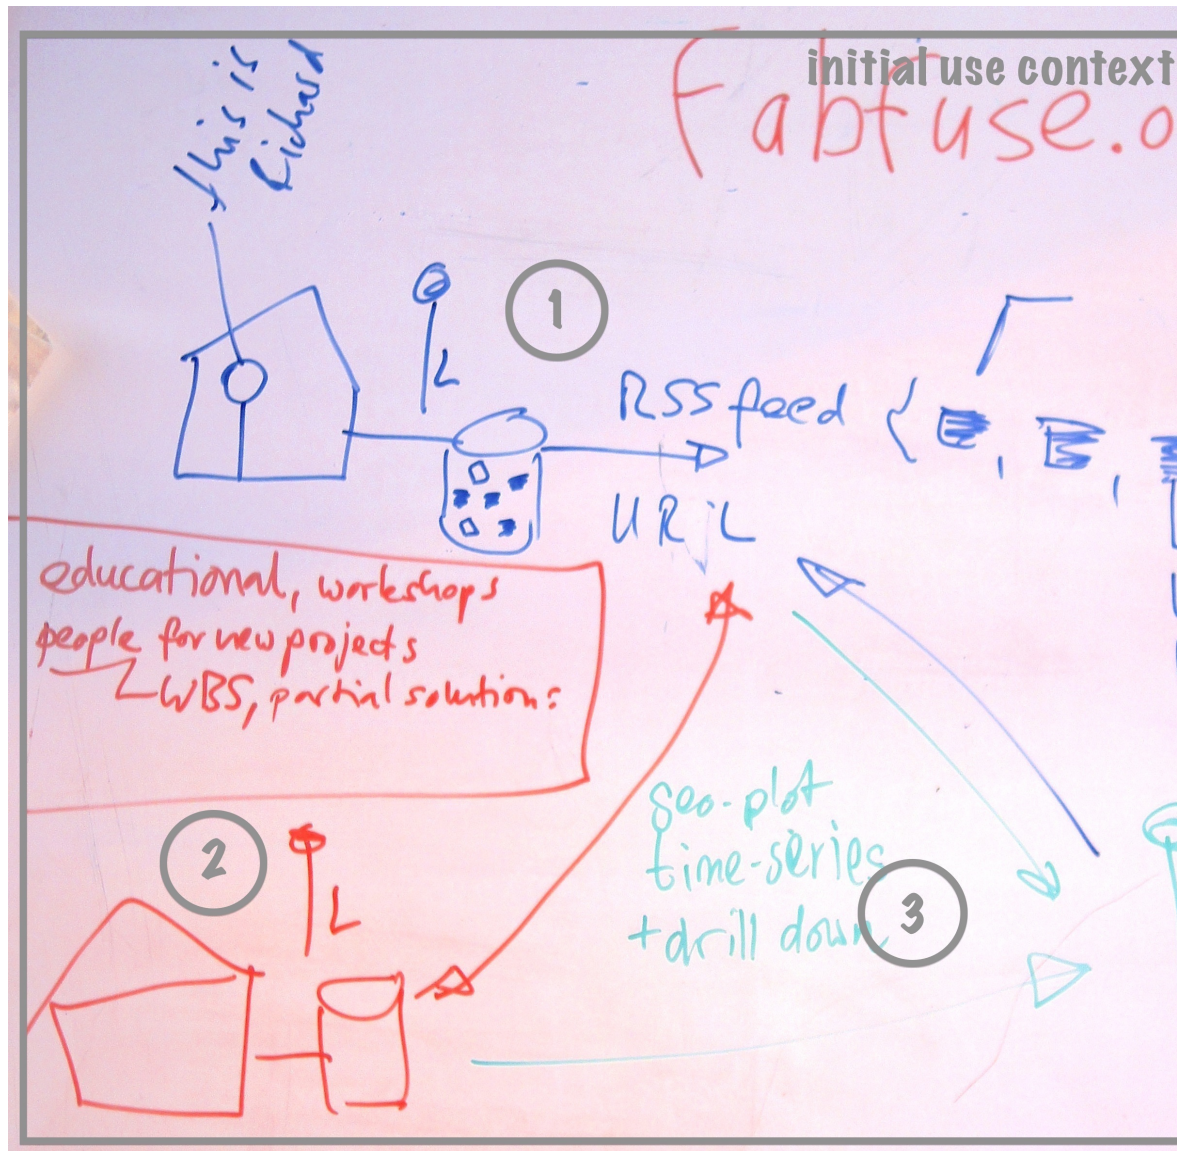 initial use context
Fabfuse.o
this is
Richard
1
L
RSS feed {
URL
educational, workshops
people for new projects
WBS, partial solutions
geo-plot
time-series
+ drill down
2
L
3